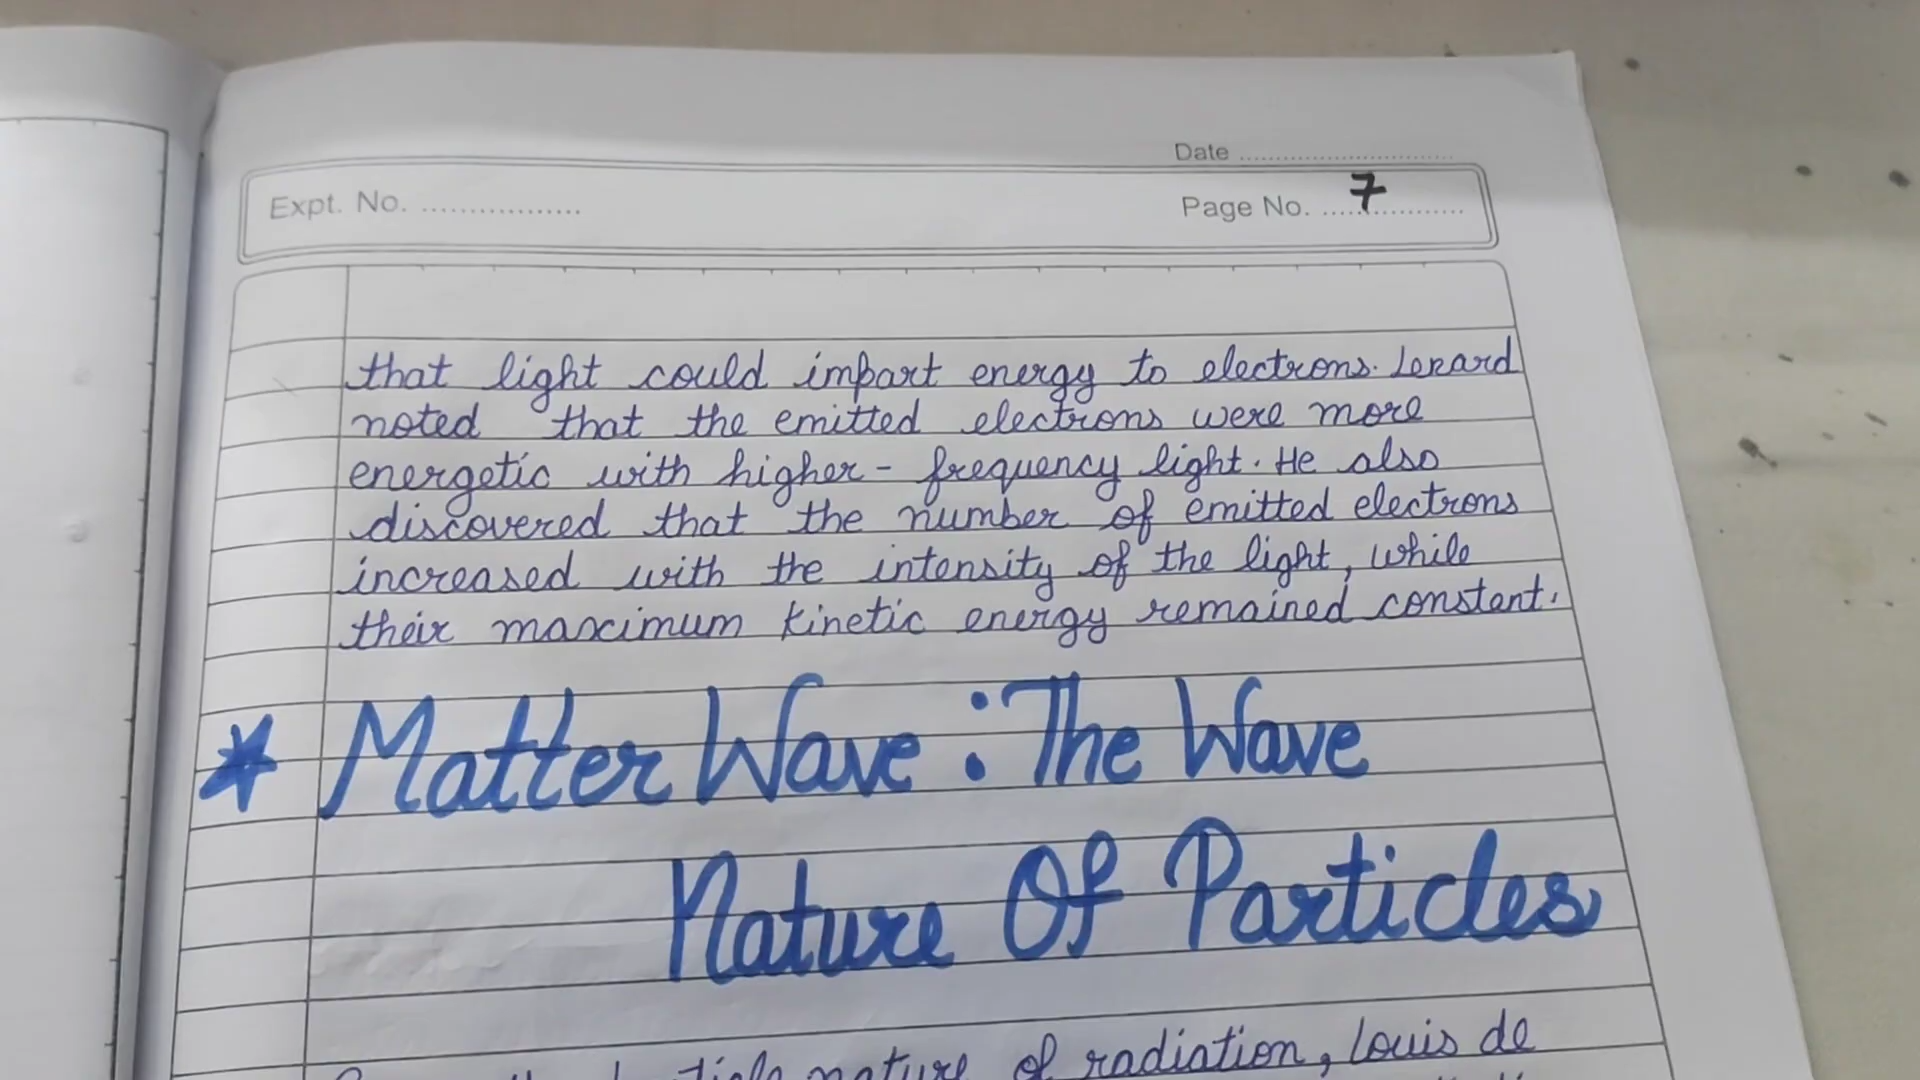 Date
Expt. No.
Page No. 7
that light could impart energy to electrons. Lenard
noted that the emitted electrons were more
energetic with higher - frequency light. He also
discovered that the number of emitted electrons
increased with the intensity of the light, while
their maximum kinetic energy remained constant.
* Matter Wave : The Wave
Nature Of Particles
nature of radiation, Louis de